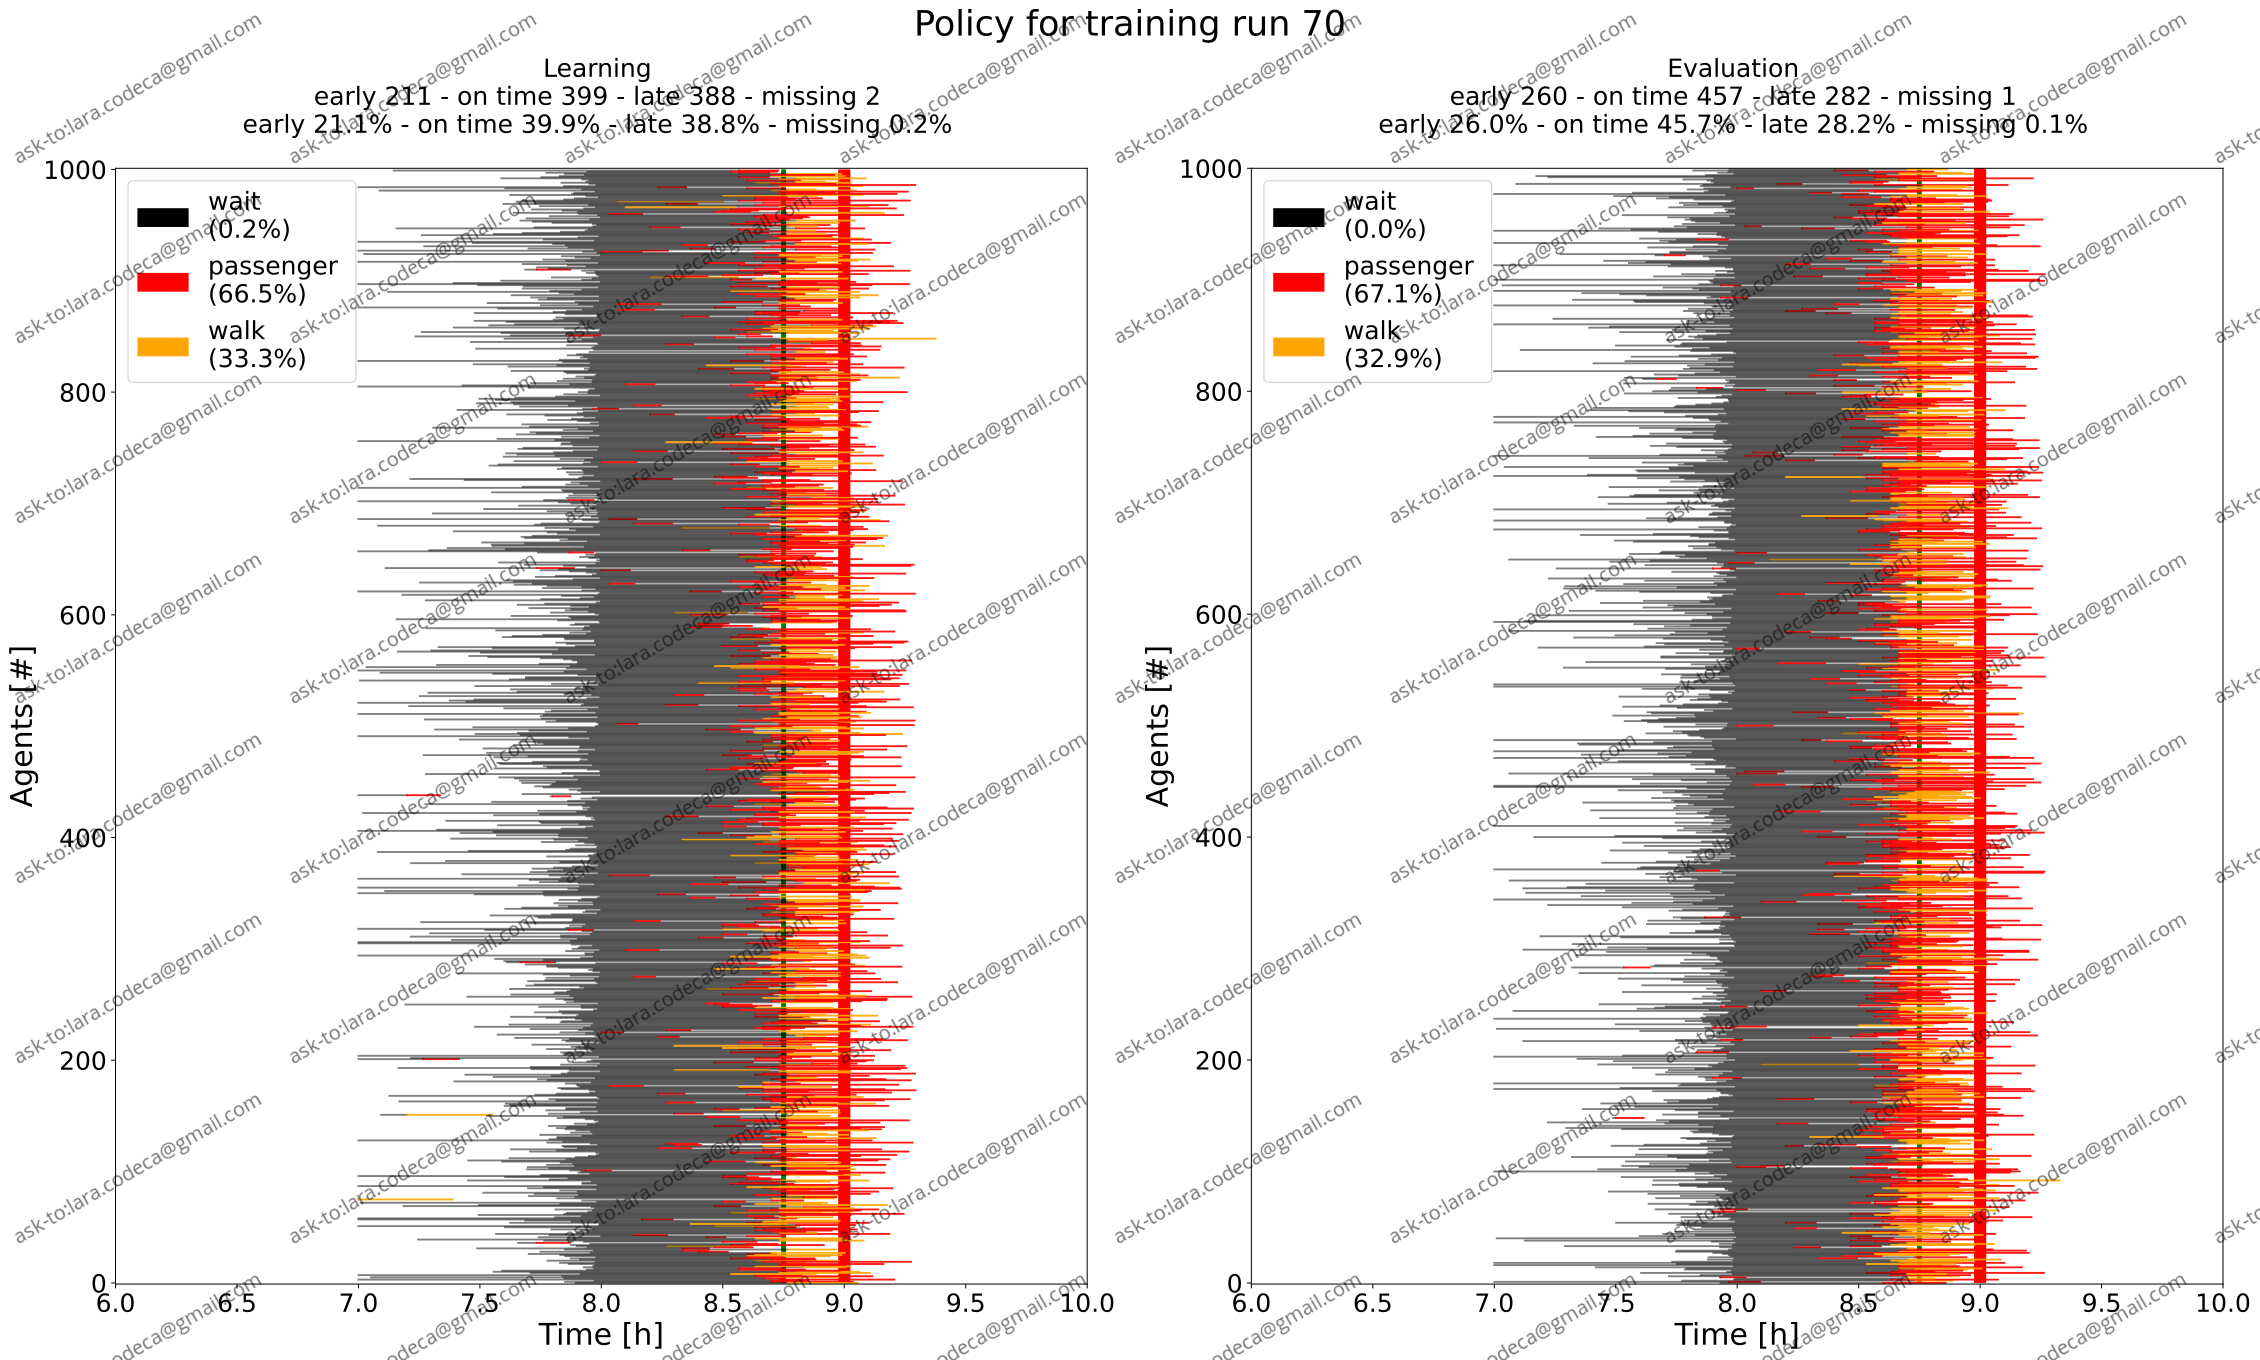 Policy for training run 70
Learning
early 211 - on time 399 - late 388 - missing 2
early 21.1% - on time 39.9% - late 38.8% - missing 0.2%
1000
800
600
400
200
0
wait
(0.2%)
passenger
(66.5%)
walk
(33.3%)
Agents [#]
6.0 6.5 7.0 7.5 8.0 8.5 9.0 9.5 10.0
Time [h]
Evaluation
early 260 - on time 457 - late 282 - missing 1
early 26.0% - on time 45.7% - late 28.2% - missing 0.1%
1000
800
600
400
200
0
wait
(0.0%)
passenger
(67.1%)
walk
(32.9%)
Agents [#]
6.0 6.5 7.0 7.5 8.0 8.5 9.0 9.5 10.0
Time [h]
ask-to:lara.codeca@gmail.com